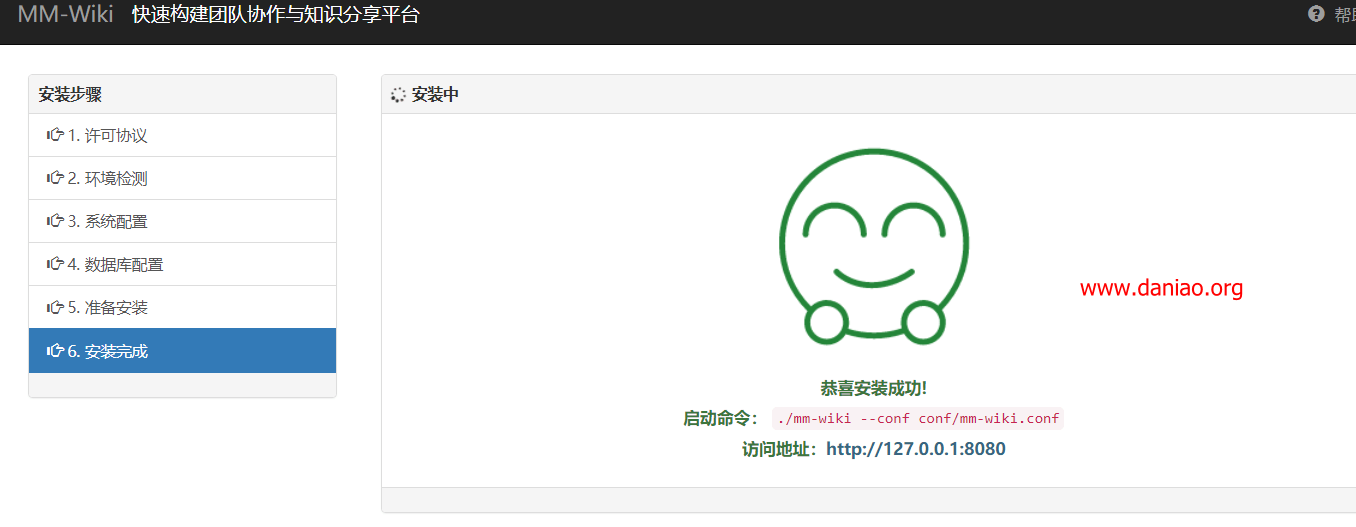 MM-Wiki 快速构建团队协作与知识分享平台
安装步骤
1. 许可协议
2. 环境检测
3. 系统配置
4. 数据库配置
5. 准备安装
6. 安装完成
安装中
www.daniao.org
恭喜安装成功!
启动命令： ./mm-wiki --conf conf/mm-wiki.conf
访问地址：http://127.0.0.1:8080